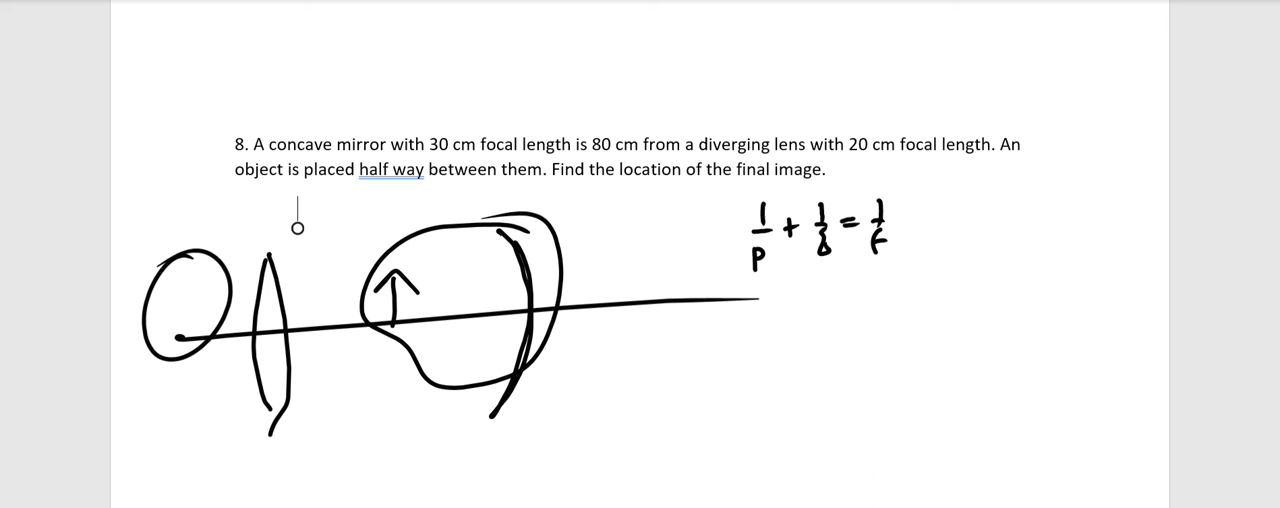 8. A concave mirror with 30 cm focal length is 80 cm from a diverging lens with 20 cm focal length. An
object is placed half way between them. Find the location of the final image.
1/P + 1/